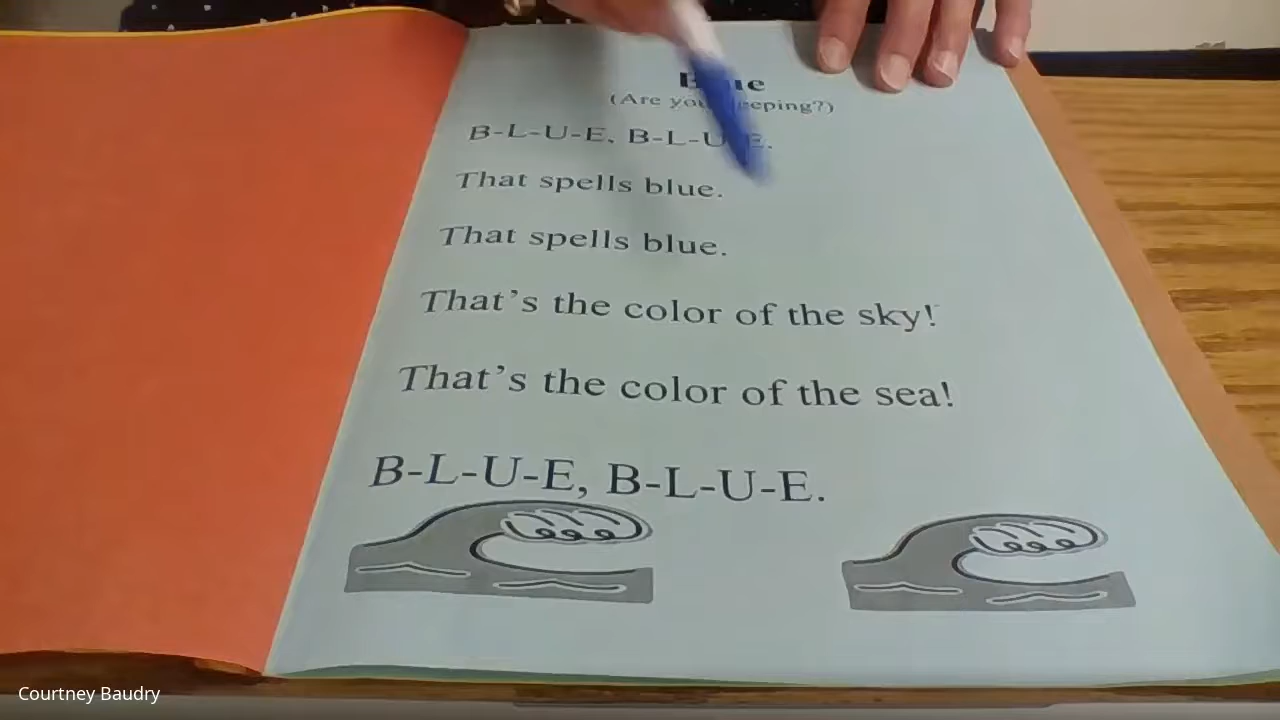 (Are you
B-L-U-E, B-L-U E.
That spells blue.
That spells blue.
That's the color of the sky!
That's the color of the sea!
B-L-U-E, B-L-U-E.
Courtney Baudry